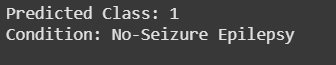 Predicted Class: 1
Condition: No-Seizure Epilepsy